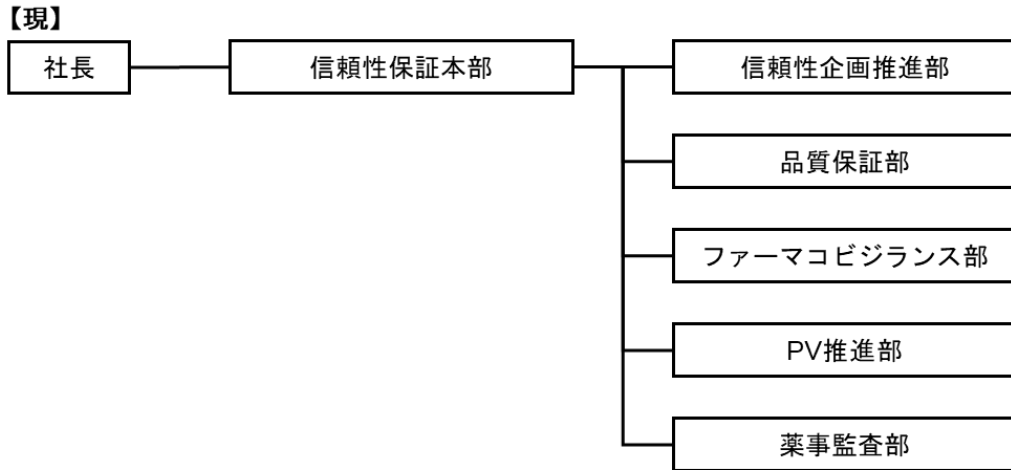 【現】
社長
信頼性保証本部
信頼性企画推進部
品質保証部
ファーマコビジランス部
PV推進部
薬事監査部